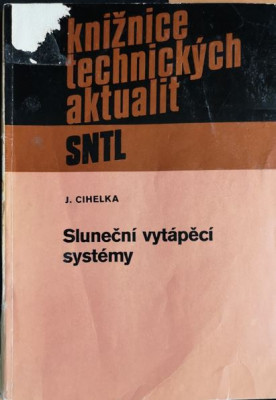 knižnice
technických
aktualit
SNTL
J. CIHELKA
Sluneční vytápěcí
systémy